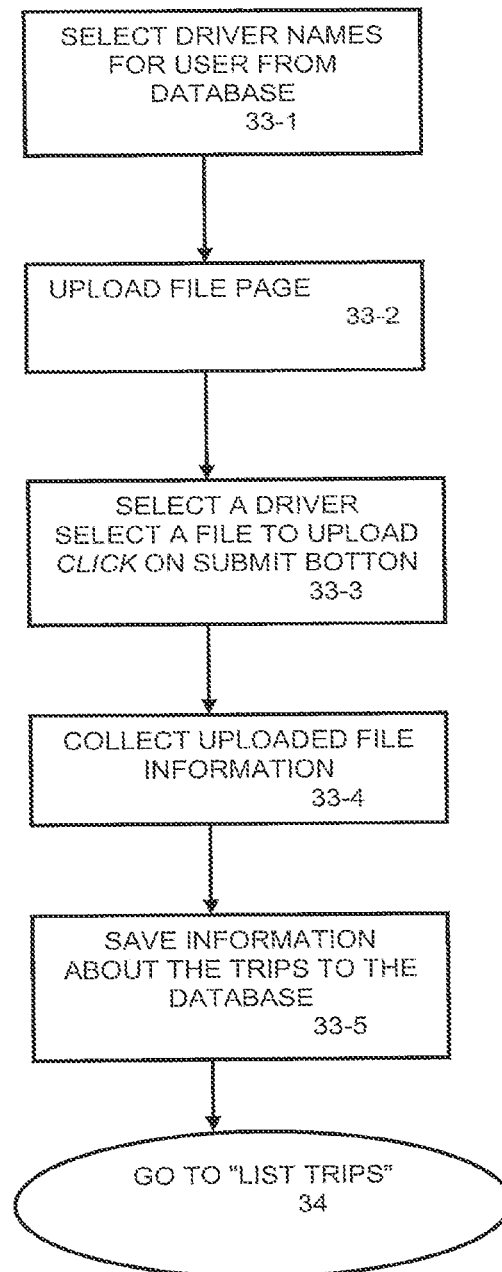 SELECT DRIVER NAMES
FOR USER FROM
DATABASE
33-1
UPLOAD FILE PAGE
33-2
SELECT A DRIVER
SELECT A FILE TO UPLOAD
CLICK ON SUBMIT BOTTON
33-3
COLLECT UPLOADED FILE
INFORMATION
33-4
SAVE INFORMATION
ABOUT THE TRIPS TO THE
DATABASE
33-5
GO TO "LIST TRIPS"
34